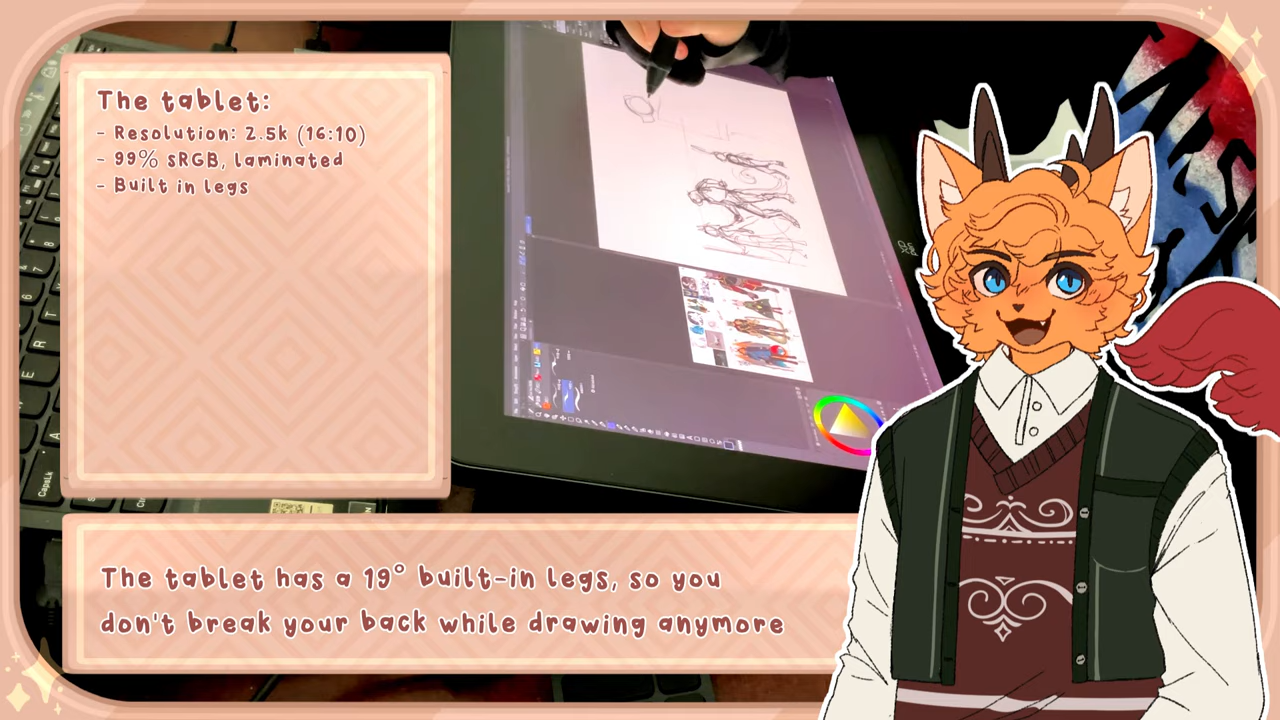 The tablet:
- Resolution: 2.5k (16:10)
- 99% sRGB, laminated
- Built in legs
CapsLk
The tablet has a 19° built-in legs, so you
don't break your back while drawing anymore